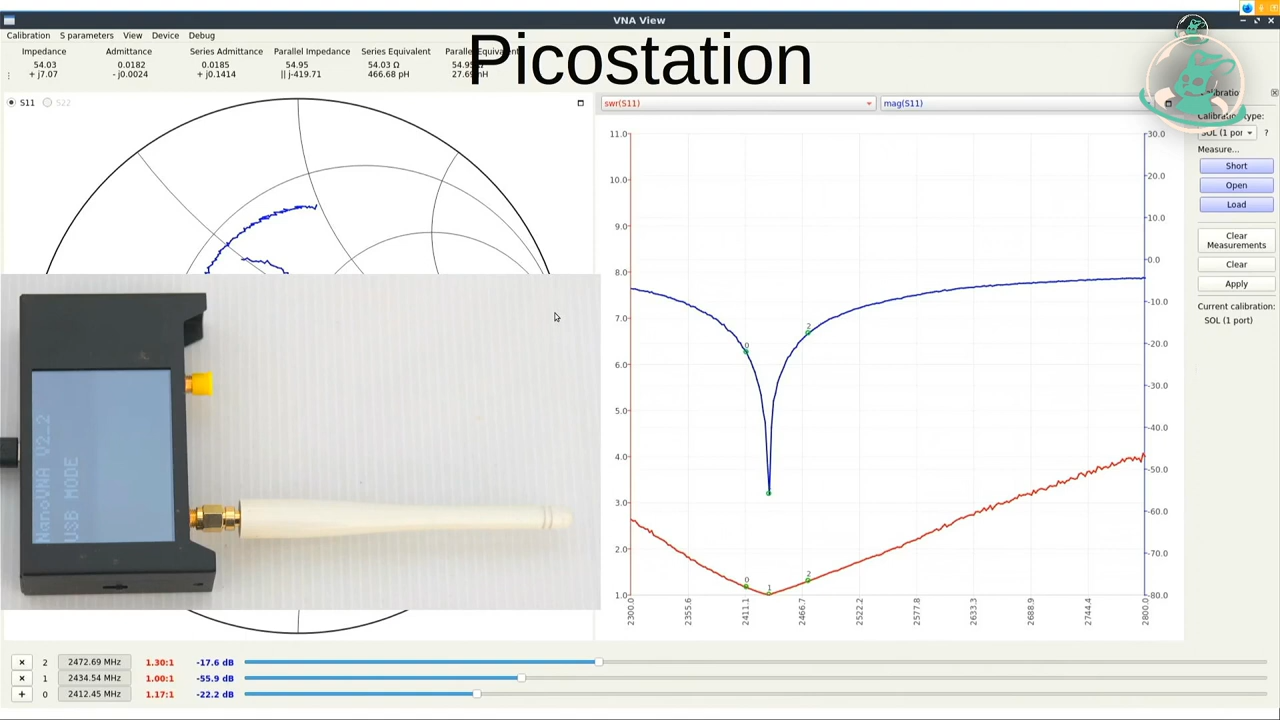 VNA View
Calibration S parameters View Device Debug
Picostation
Impedance Admittance Series Admittance Parallel Impedance Series Equivalent
54.03 0.0182 0.0185 54.95 54.03 Ω
+ j7.07 - j0.0024 + j0.1414 || j-419.71 466.68 pH
S11 S22
swr(S11) mag(S11)
SOL (1 por ?
Measure...
Short
Open
Load
Clear
Measurements
Clear
Apply
Current calibration:
SOL (1 port)
11.0
10.0
9.0
8.0
7.0
6.0
5.0
4.0
3.0
2.0
1.0
30.0
20.0
10.0
0.0
-10.0
-20.0
-30.0
-40.0
-50.0
-60.0
-70.0
-80.0
0 2
0 1 2
2300.0 2355.6 2411.1 2466.7 2522.2 2577.8 2633.3 2688.9 2744.4 2800.0
NanoVNA V2_2
USB MODE
× 2 2472.69 MHz 1.30:1 -17.6 dB
× 1 2434.54 MHz 1.00:1 -55.9 dB
+ 0 2412.45 MHz 1.17:1 -22.2 dB